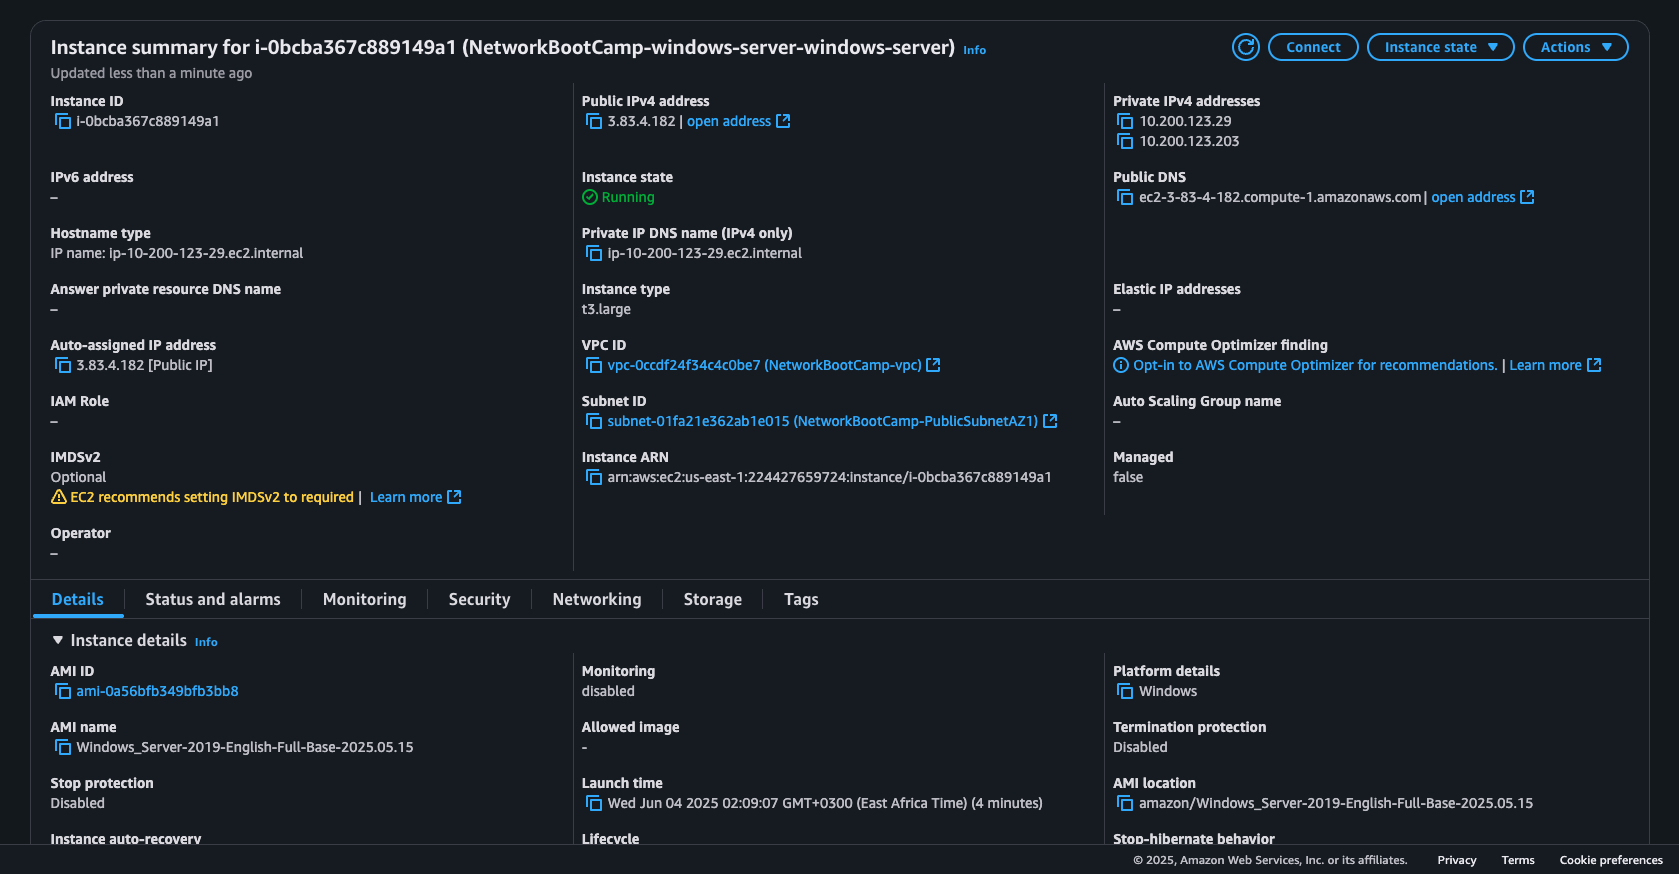 Instance summary for i-0bcba367c889149a1 (NetworkBootCamp-windows-server-windows-server) Info
Connect
Instance state
Actions
Updated less than a minute ago
Instance ID
i-0bcba367c889149a1
Public IPv4 address
3.83.4.182 | open address
Private IPv4 addresses
10.200.123.29
10.200.123.203
IPv6 address
–
Instance state
Running
Public DNS
ec2-3-83-4-182.compute-1.amazonaws.com | open address
Hostname type
IP name: ip-10-200-123-29.ec2.internal
Private IP DNS name (IPv4 only)
ip-10-200-123-29.ec2.internal
Answer private resource DNS name
–
Instance type
t3.large
Elastic IP addresses
–
Auto-assigned IP address
3.83.4.182 [Public IP]
VPC ID
vpc-0ccdf24f34c4c0be7 (NetworkBootCamp-vpc)
AWS Compute Optimizer finding
Opt-in to AWS Compute Optimizer for recommendations. | Learn more
IAM Role
–
Subnet ID
subnet-01fa21e362ab1e015 (NetworkBootCamp-PublicSubnetAZ1)
Auto Scaling Group name
–
IMDSv2
Optional
EC2 recommends setting IMDSv2 to required | Learn more
Instance ARN
arn:aws:ec2:us-east-1:224427659724:instance/i-0bcba367c889149a1
Managed
false
Operator
–
Details
Status and alarms
Monitoring
Security
Networking
Storage
Tags
Instance details Info
AMI ID
ami-0a56bfb349bfb3bb8
Monitoring
disabled
Platform details
Windows
AMI name
Windows_Server-2019-English-Full-Base-2025.05.15
Allowed image
-
Termination protection
Disabled
Stop protection
Disabled
Launch time
Wed Jun 04 2025 02:09:07 GMT+0300 (East Africa Time) (4 minutes)
AMI location
amazon/Windows_Server-2019-English-Full-Base-2025.05.15
Instance auto-recovery
Lifecycle
Stop-hibernate behavior
© 2025, Amazon Web Services, Inc. or its affiliates.
Privacy
Terms
Cookie preferences